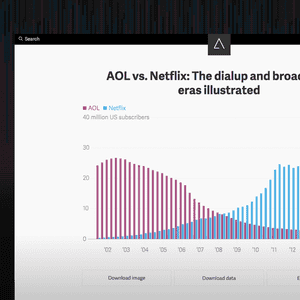 Search
AOL vs. Netflix: The dialup and broad
eras illustrated
AOL Netflix
40 million US subscribers
30
20
10
0
'02 '03 '04 '05 '06 '07 '08 '09 '10 '11 '12
Download image Download data E